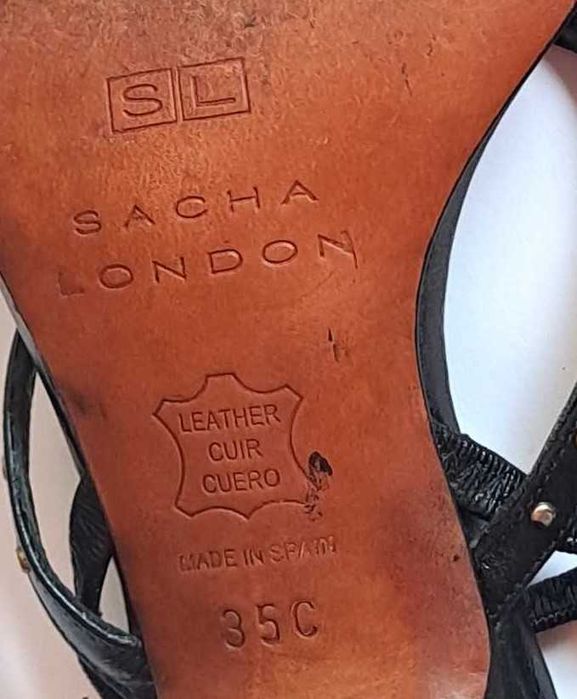 SL
SACHA
LONDON
LEATHER
CUIR
CUERO
MADE IN SPAIN
35C